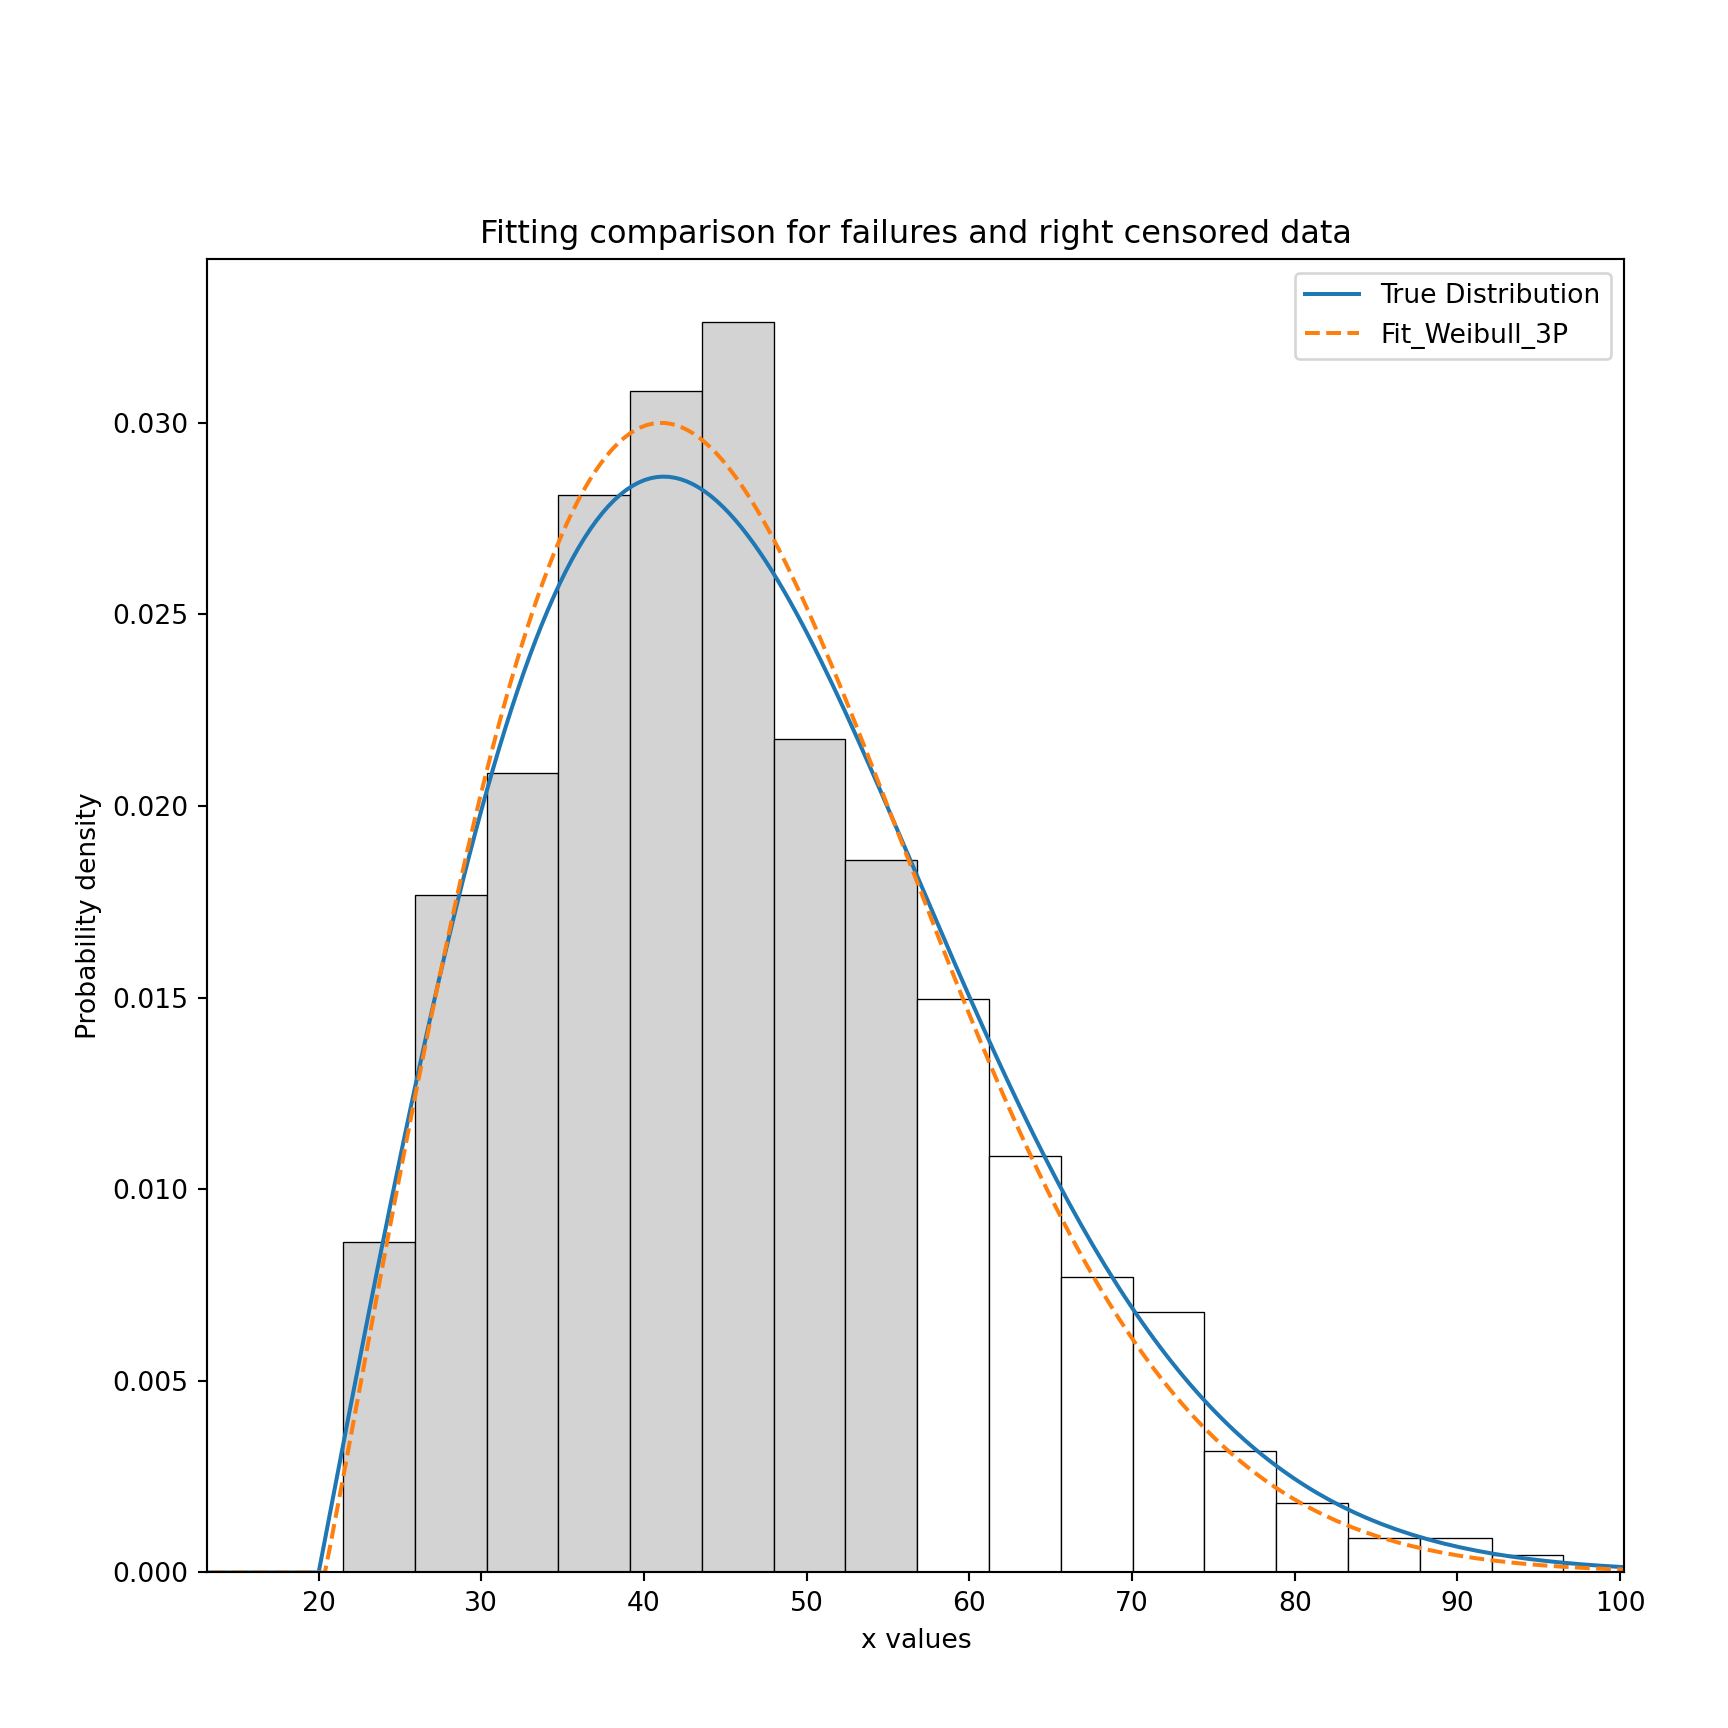 Fitting comparison for failures and right censored data
True Distribution
Fit_Weibull_3P
Probability density
0.030
0.025
0.020
0.015
0.010
0.005
0.000
20 30 40 50 60 70 80 90 100
x values